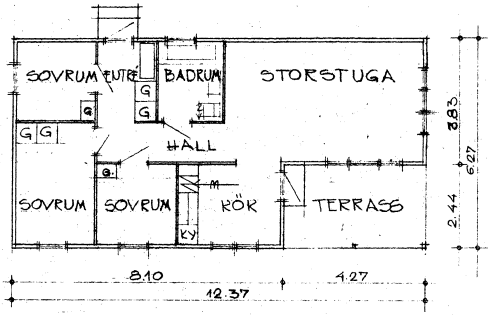 SOVRUM ENTRÉ BADRUM STORSTUGA
G
G
G
G G
HALL
G.
M
SOVRUM SOVRUM KÖK TERRASS
KY
3.83
6.27
2.44
8.10 4.27
12.37